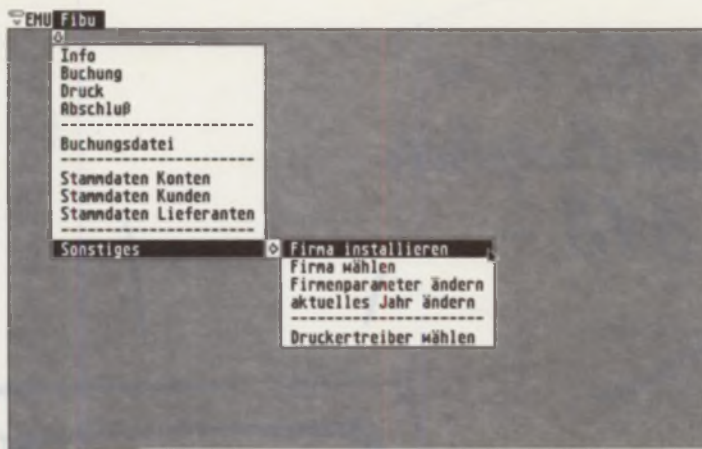 EMU Fibu
Info
Buchung
Druck
Abschluß
Buchungsdatei
Stammdaten Konten
Stammdaten Kunden
Stammdaten Lieferanten
Sonstiges
Firma installieren
Firma wählen
Firmenparameter ändern
aktuelles Jahr ändern
Druckertreiber wählen